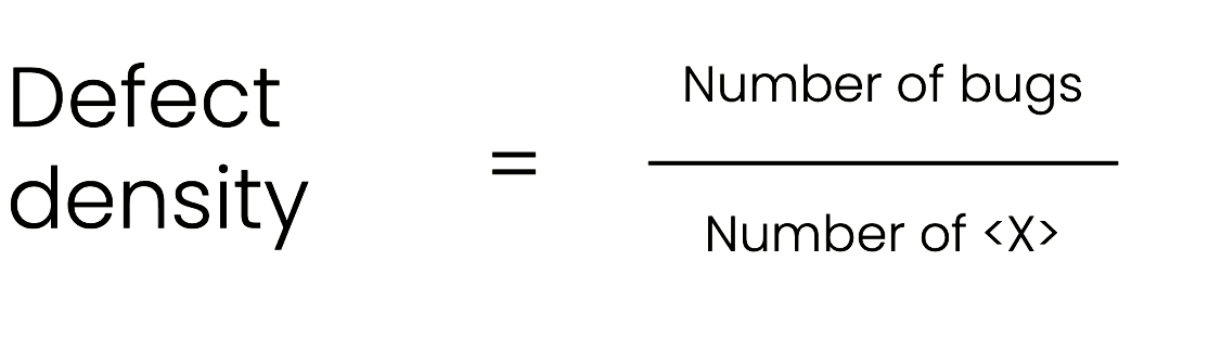 Defect
density
=
Number of bugs
Number of <X>